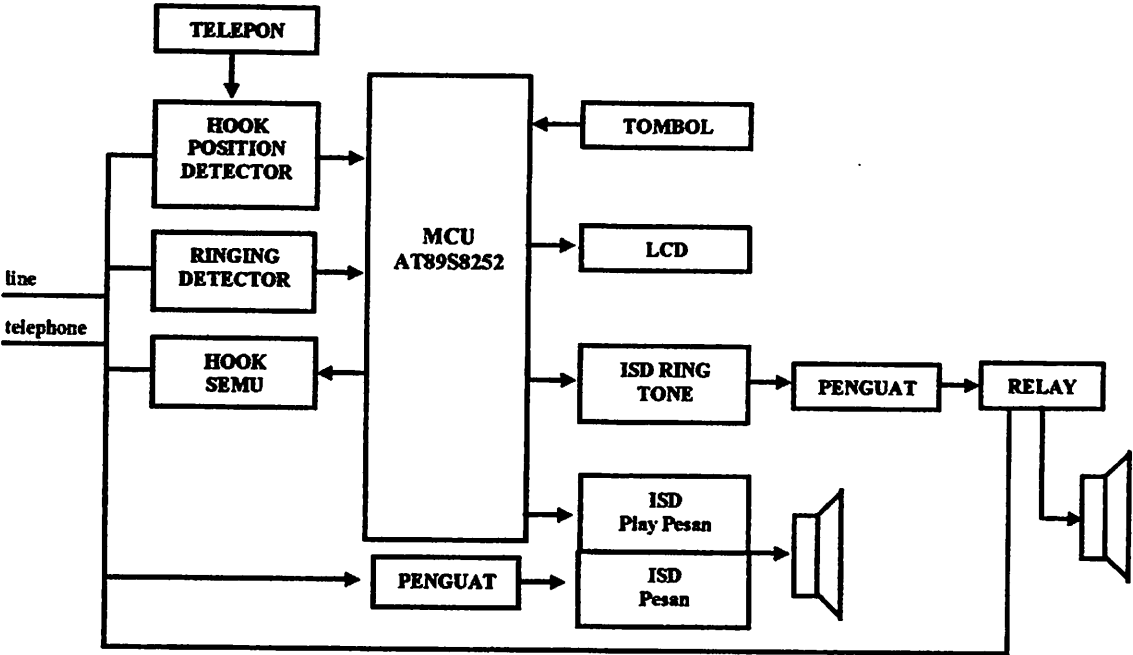 TELEPON
HOOK
POSITION
DETECTOR
TOMBOL
MCU
AT89S8252
LCD
RINGING
DETECTOR
line
telephone
HOOK
SEMU
ISD RING
TONE
PENGUAT
RELAY
ISD
Play Pesan
PENGUAT
ISD
Pesan